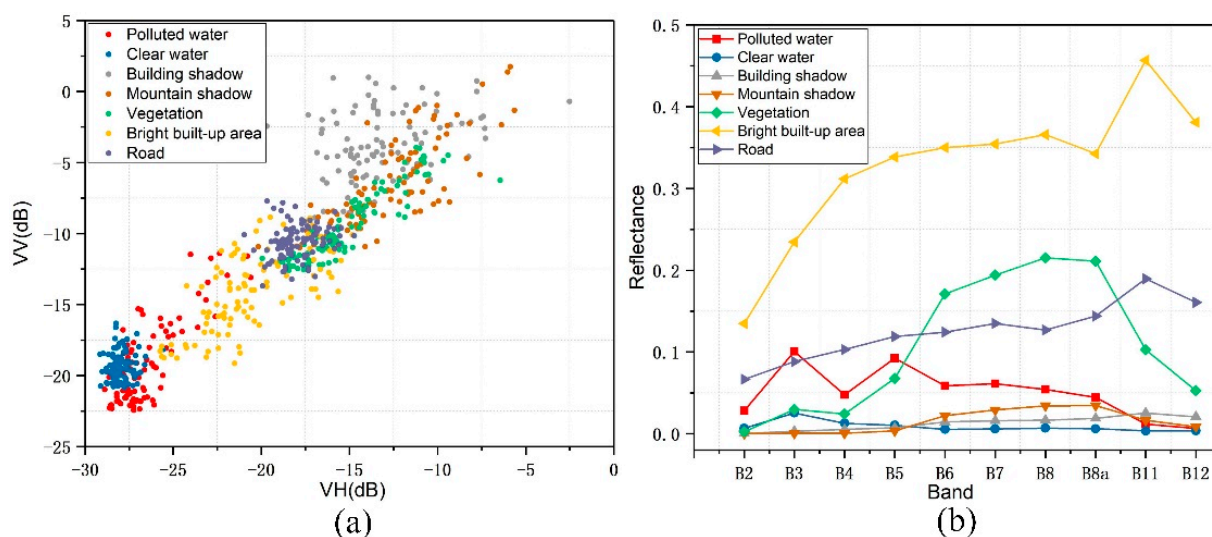 5
0
−5
−10
−15
−20
−25
VV(dB)
Polluted water
Clear water
Building shadow
Mountain shadow
Vegetation
Bright built-up area
Road
−30 −25 −20 −15 −10 −5 0
VH(dB)
(a)
0.5
0.4
0.3
0.2
0.1
0.0
Reflectance
Polluted water
Clear water
Building shadow
Mountain shadow
Vegetation
Bright built-up area
Road
B2 B3 B4 B5 B6 B7 B8 B8a B11 B12
Band
(b)